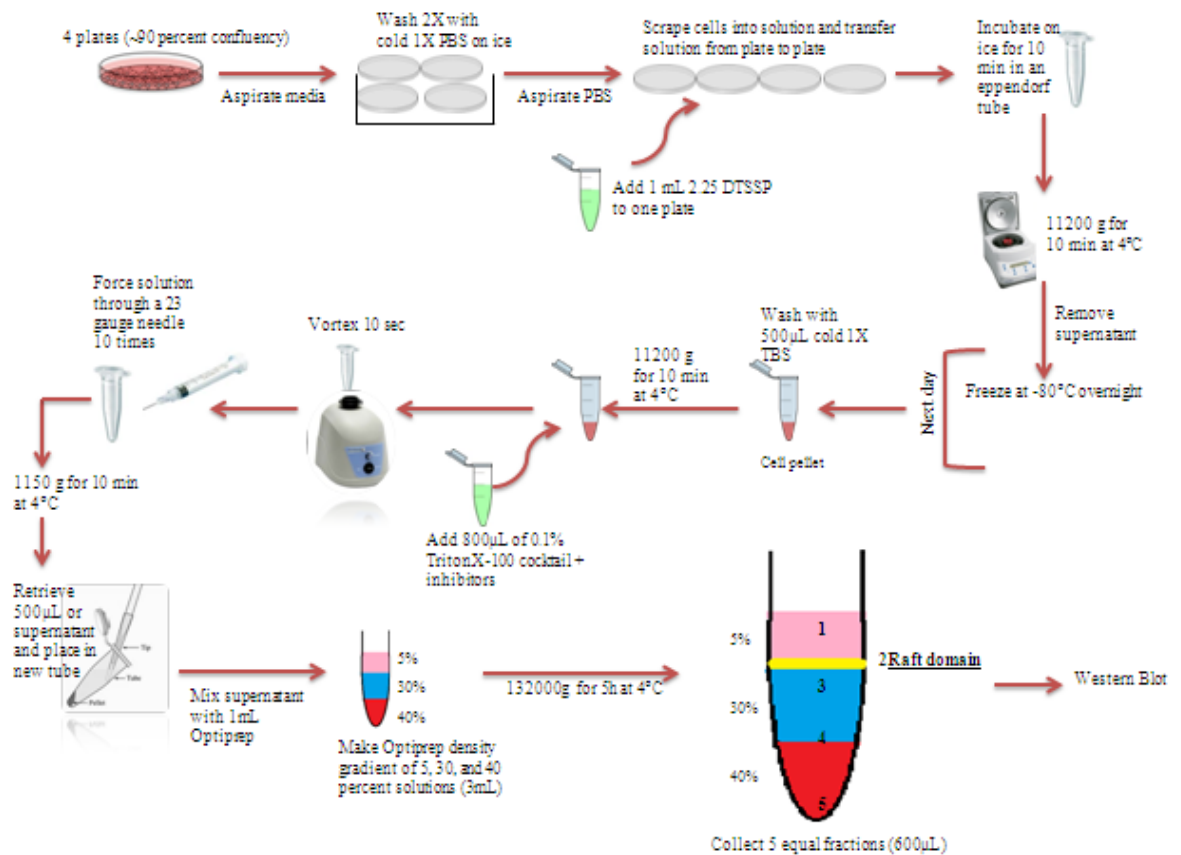 4 plates (~90 percent confluency)
Aspirate media
Wash 2X with
cold 1X PBS on ice
Aspirate PBS
Scrape cells into solution and transfer
solution from plate to plate
Add 1 mL 2.25 DTSSP
to one plate
Incubate on
ice for 10
min in an
eppendorf
tube
11200 g for
10 min at 4°C
Remove
supernatant
Freeze at -80°C overnight
Next day
Wash with
500µL cold 1X
TBS
Cell pellet
11200 g
for 10 min
at 4°C
Add 800µL of 0.1%
TritonX-100 cocktail +
inhibitors
Vortex 10 sec
Force solution
through a 23
gauge needle
10 times
1150 g for 10 min
at 4°C
Retrieve
500µL or
supernatant
and place in
new tube
Tip
Tube
Pellet
Mix supernatant
with 1mL
Optiprep
5%
30%
40%
Make Optiprep density
gradient of 5, 30, and 40
percent solutions (3mL)
132000g for 5h at 4°C
5%
30%
40%
1
2 Raft domain
3
4
5
Collect 5 equal fractions (600µL)
Western Blot